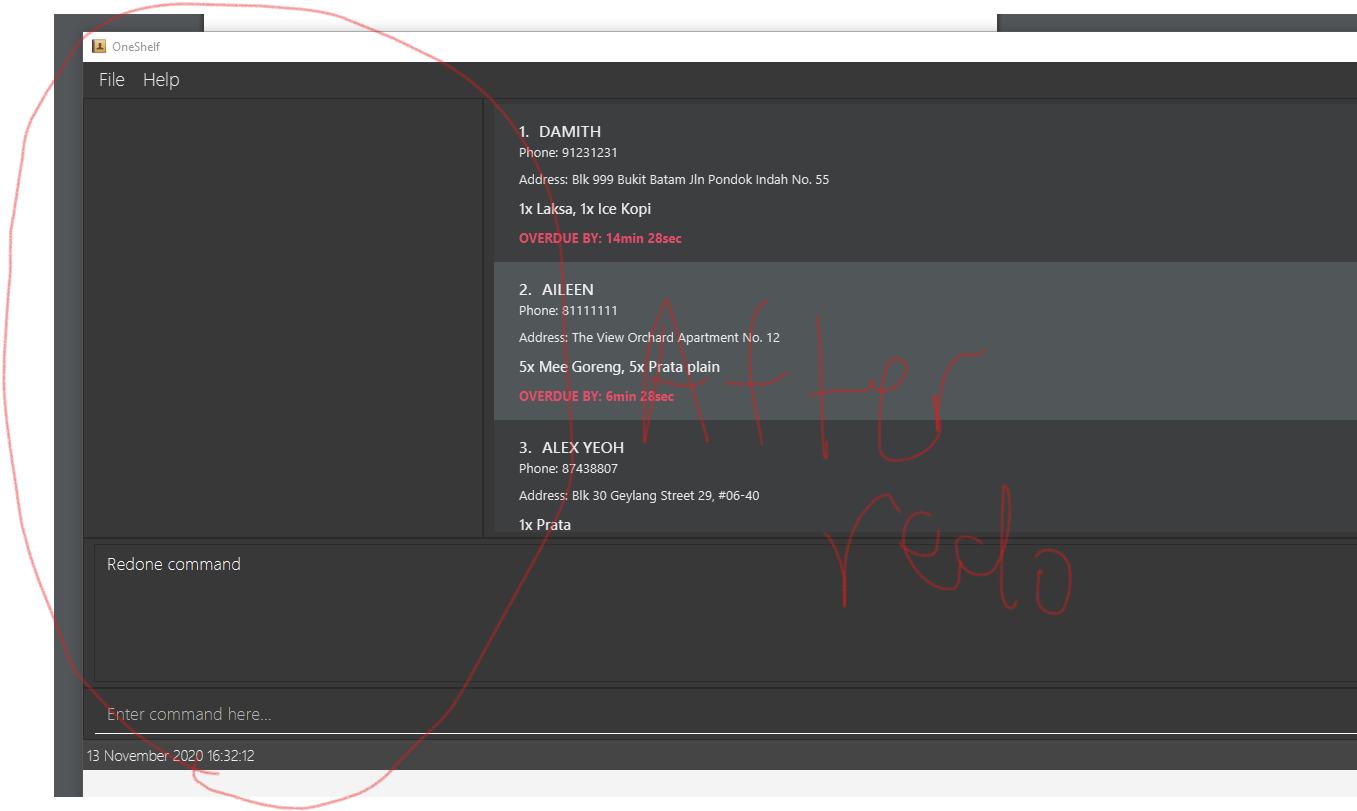 OneShelf
File Help
1. DAMITH
Phone: 91231231
Address: Blk 999 Bukit Batam Jln Pondok Indah No. 55
1x Laksa, 1x Ice Kopi
OVERDUE BY: 14min 28sec
2. AILEEN
Phone: 81111111
Address: The View Orchard Apartment No. 12
5x Mee Goreng, 5x Prata plain
OVERDUE BY: 6min 28sec
After
3. ALEX YEOH
Phone: 87438807
Address: Blk 30 Geylang Street 29, #06-40
1x Prata
redo
Redone command
Enter command here...
13 November 2020 16:32:12